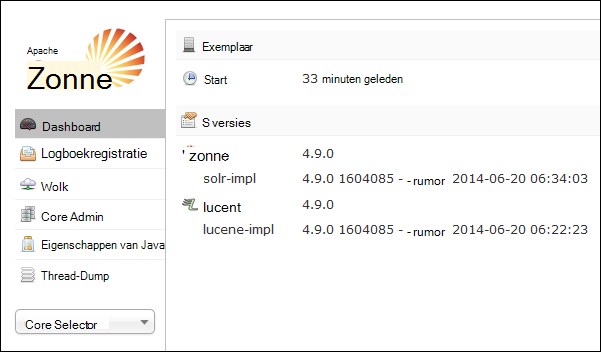 Apache
Zonne
Dashboard
Logboekregistratie
Wolk
Core Admin
Eigenschappen van Java
Thread-Dump
Core Selector
Exemplaar
Start 33 minuten geleden
S versies
' zonne 4.9.0
solr-impl 4.9.0 1604085 - -rumor 2014-06-20 06:34:03
lucent 4.9.0
lucene-impl 4.9.0 1604085 - -rumor 2014-06-20 06:22:23